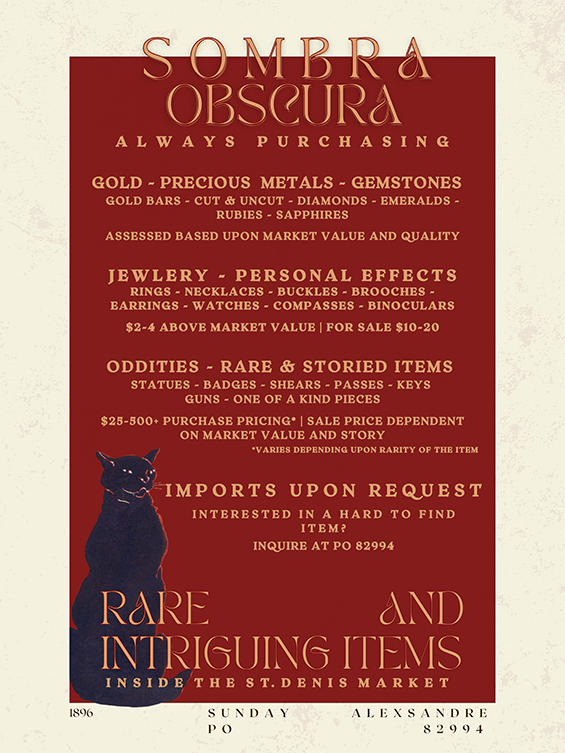 SOMBRA
OBSCURA
ALWAYS PURCHASING
GOLD - PRECIOUS METALS - GEMSTONES
GOLD BARS - CUT & UNCUT - DIAMONDS - EMERALDS -
RUBIES - SAPPHIRES
ASSESSED BASED UPON MARKET VALUE AND QUALITY
JEWLERY - PERSONAL EFFECTS
RINGS - NECKLACES - BUCKLES - BROOCHES -
EARRINGS - WATCHES - COMPASSES - BINOCULARS
$2-4 ABOVE MARKET VALUE | FOR SALE $10-20
ODDITIES - RARE & STORIED ITEMS
STATUES - BADGES - SHEARS - PASSES - KEYS
GUNS - ONE OF A KIND PIECES
$25-500+ PURCHASE PRICING* | SALE PRICE DEPENDENT
ON MARKET VALUE AND STORY
*VARIES DEPENDING UPON RARITY OF THE ITEM
IMPORTS UPON REQUEST
INTERESTED IN A HARD TO FIND
ITEM?
INQUIRE AT PO 82994
RARE AND
INTRIGUING ITEMS
INSIDE THE ST. DENIS MARKET
1896 SUNDAY ALEXSANDRE
PO 82994